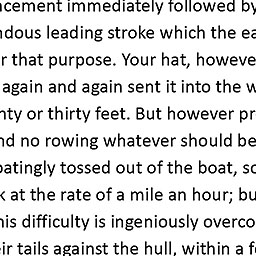 ncement immediately followed by
ndous leading stroke which the ea
r that purpose. Your hat, howeve
again and again sent it into the w
nty or thirty feet. But however pr
nd no rowing whatever should be
patingly tossed out of the boat, so
k at the rate of a mile an hour; bu
his difficulty is ingeniously overco
ir tails against the hull, within a f